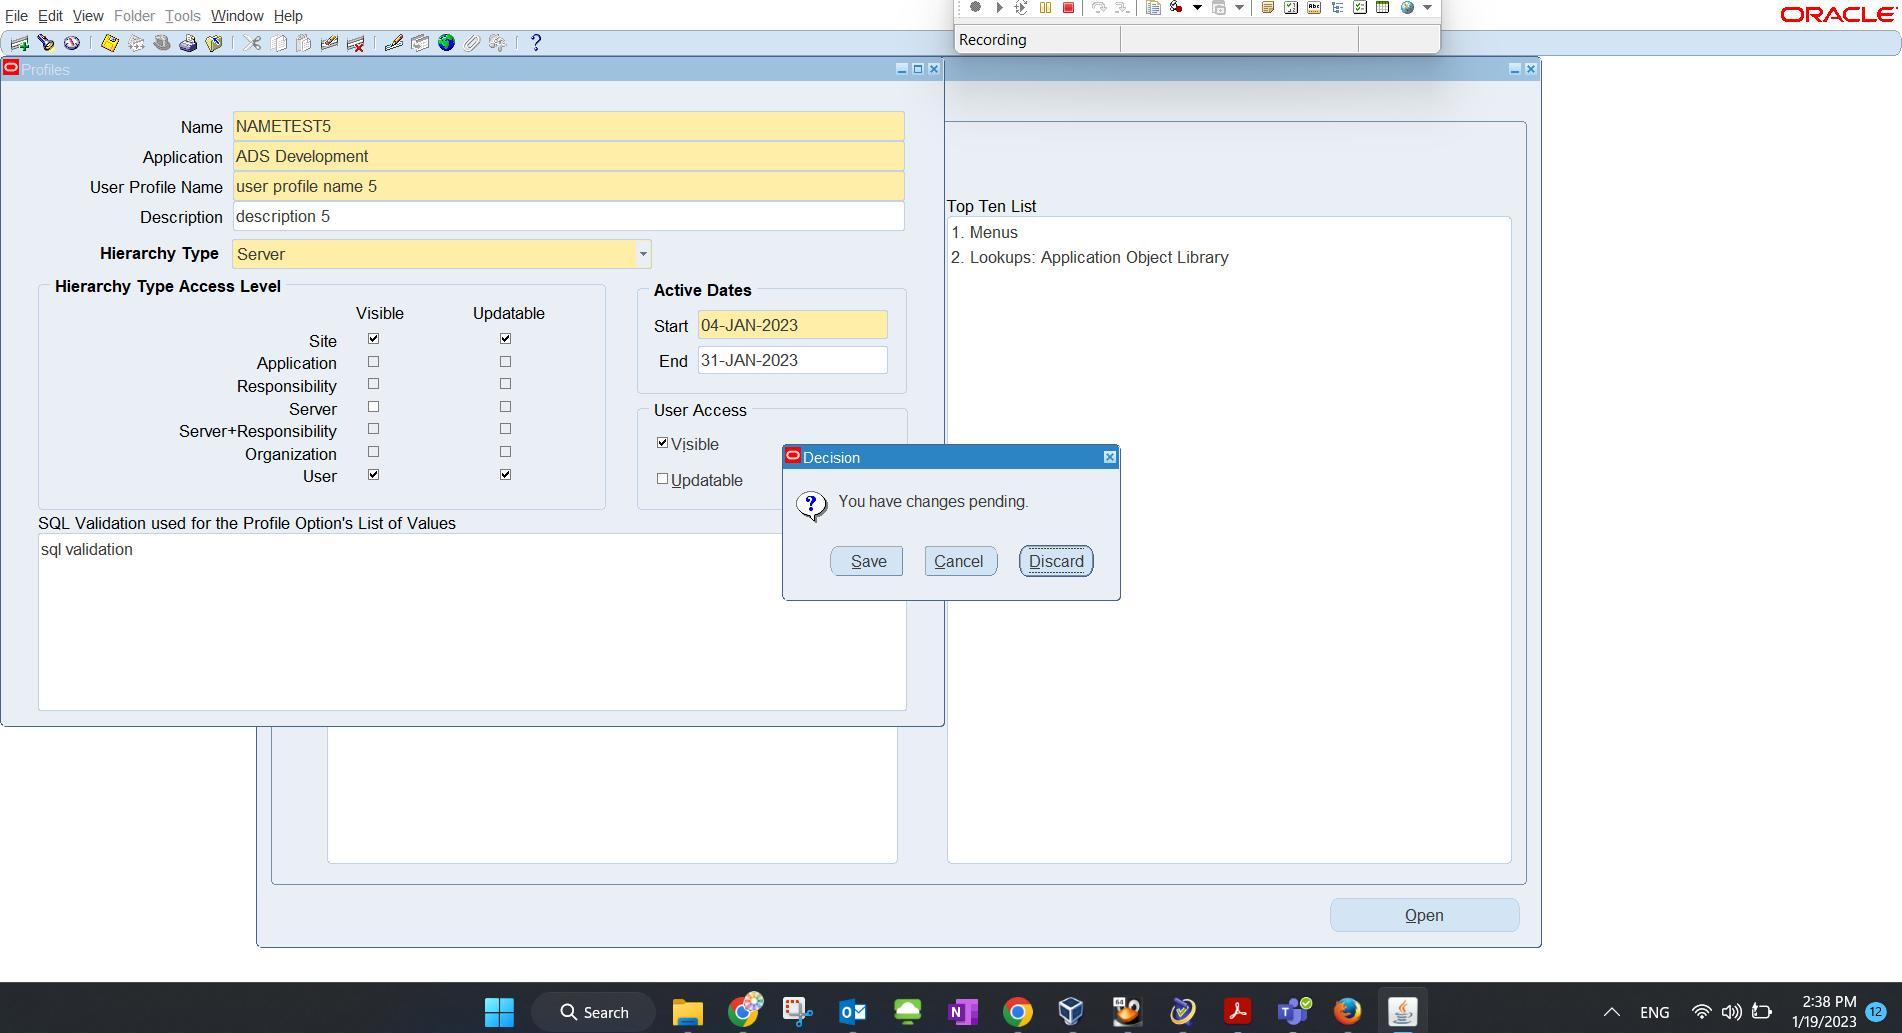 File Edit View Folder Tools Window Help
ORACLE
Recording
Profiles
Name NAMETEST5
Application ADS Development
User Profile Name user profile name 5
Description description 5
Hierarchy Type Server
Hierarchy Type Access Level
Visible Updatable
Site
Application
Responsibility
Server
Server+Responsibility
Organization
User
Active Dates
Start 04-JAN-2023
End 31-JAN-2023
User Access
Visible
Updatable
SQL Validation used for the Profile Option's List of Values
sql validation
Top Ten List
1. Menus
2. Lookups: Application Object Library
Decision
You have changes pending.
Save Cancel Discard
Open
Search
ENG
2:38 PM
1/19/2023
12